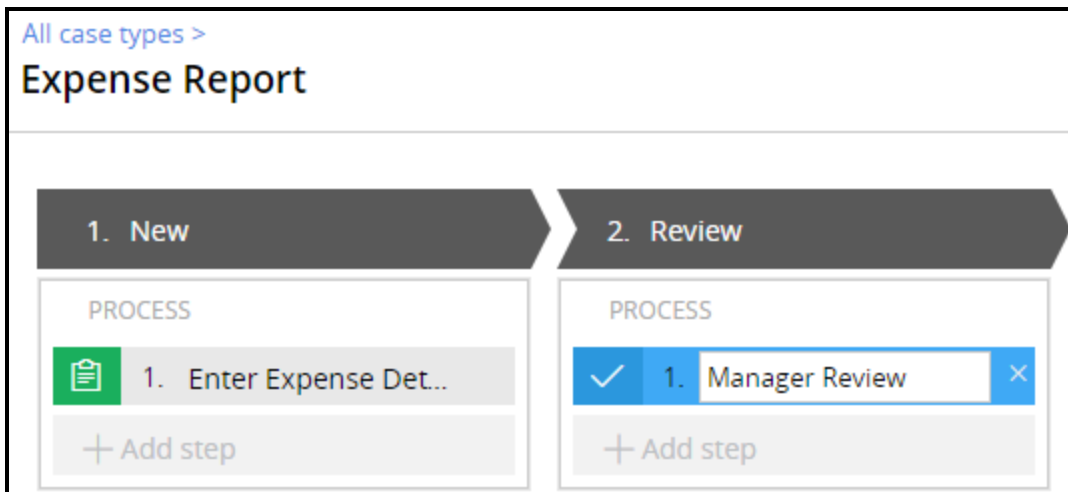 All case types >
Expense Report
1. New
2. Review
PROCESS
PROCESS
1. Enter Expense Det...
1. Manager Review ×
+ Add step
+ Add step